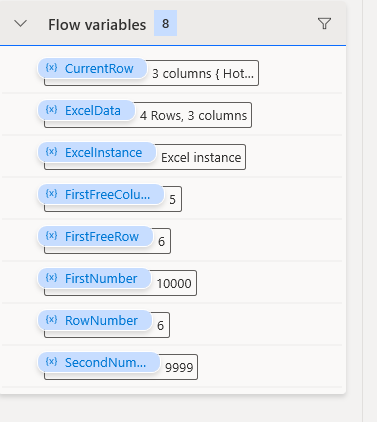 Flow variables 8
{x} CurrentRow 3 columns { Hot...
{x} ExcelData 4 Rows, 3 columns
{x} ExcelInstance Excel instance
{x} FirstFreeColu... 5
{x} FirstFreeRow 6
{x} FirstNumber 10000
{x} RowNumber 6
{x} SecondNum... 9999